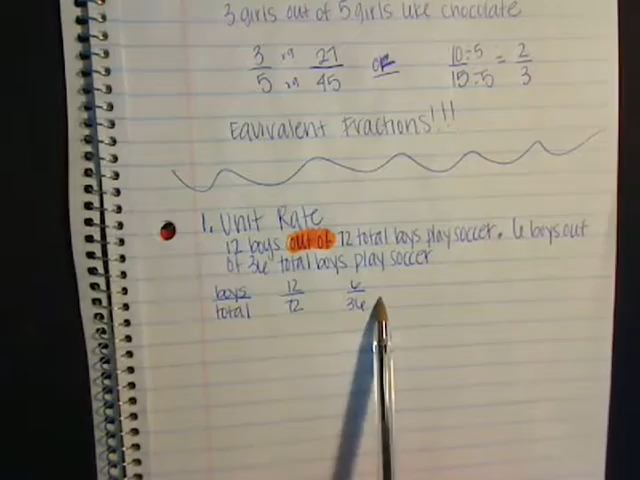 3 girls out of 5 girls like chocolate
3/5 ×9 ×9 27/45 or 10÷5/15÷5 = 2/3
Equivalent Fractions!!!
1. Unit Rate
12 boys out of 72 total boys play soccer. 6 boys out
of 36 total boys play soccer
boys/total 12/72 6/36